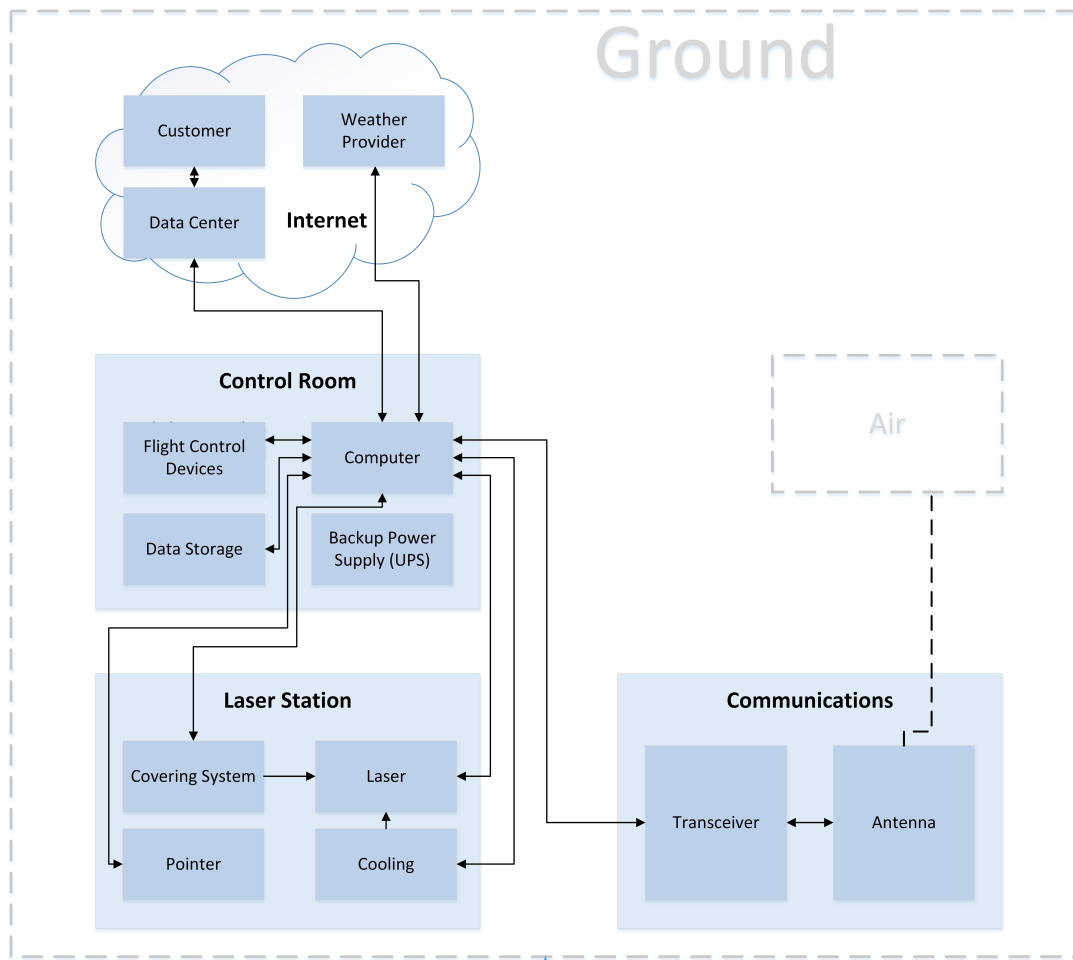 Ground
Customer
Weather
Provider
Data Center
Internet
Control Room
Flight Control
Devices
Computer
Air
Data Storage
Backup Power
Supply (UPS)
Laser Station
Communications
Covering System
Laser
Transceiver
Antenna
Pointer
Cooling